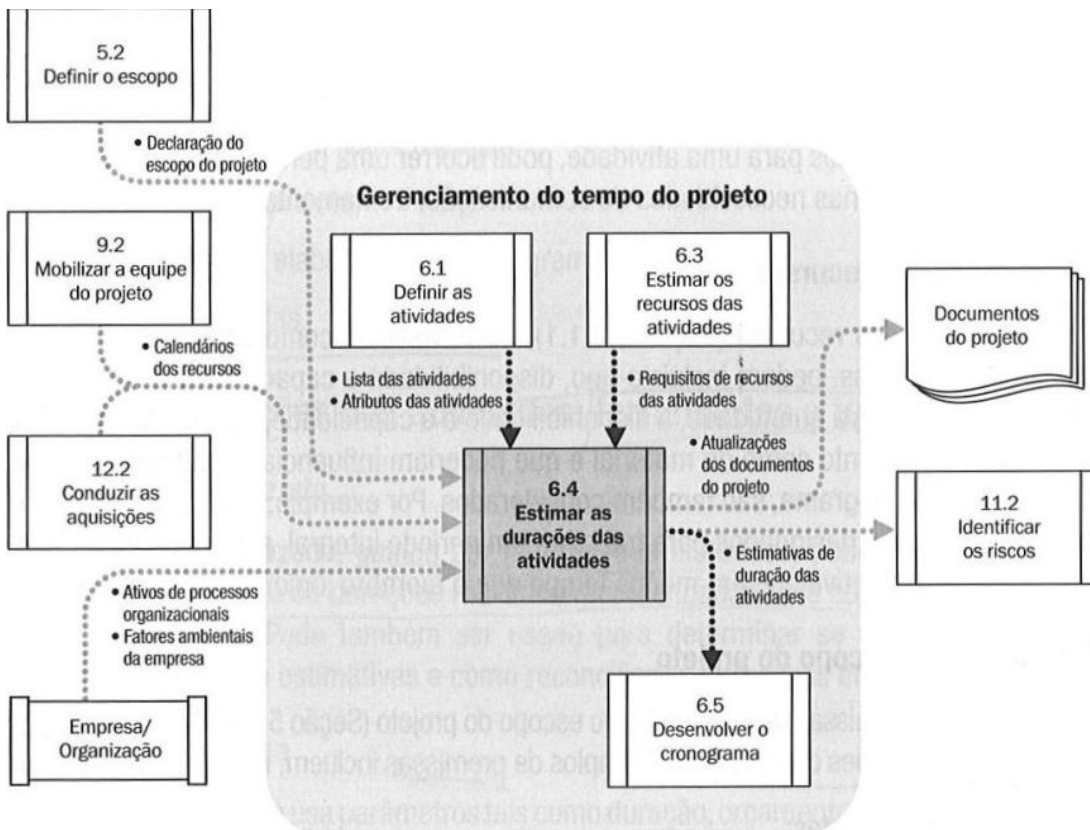 5.2
Definir o escopo
• Declaração do
escopo do projeto
Gerenciamento do tempo do projeto
9.2
Mobilizar a equipe
do projeto
6.1
Definir as
atividades
6.3
Estimar os
recursos das
atividades
Documentos
do projeto
• Calendários
dos recursos
• Lista das atividades
• Atributos das atividades
• Requisitos de recursos
das atividades
12.2
Conduzir as
aquisições
6.4
Estimar as
durações das
atividades
• Atualizações
dos documentos
do projeto
11.2
Identificar
os riscos
• Estimativas de
duração das
atividades
• Ativos de processos
organizacionais
• Fatores ambientais
da empresa
Empresa/
Organização
6.5
Desenvolver o
cronograma